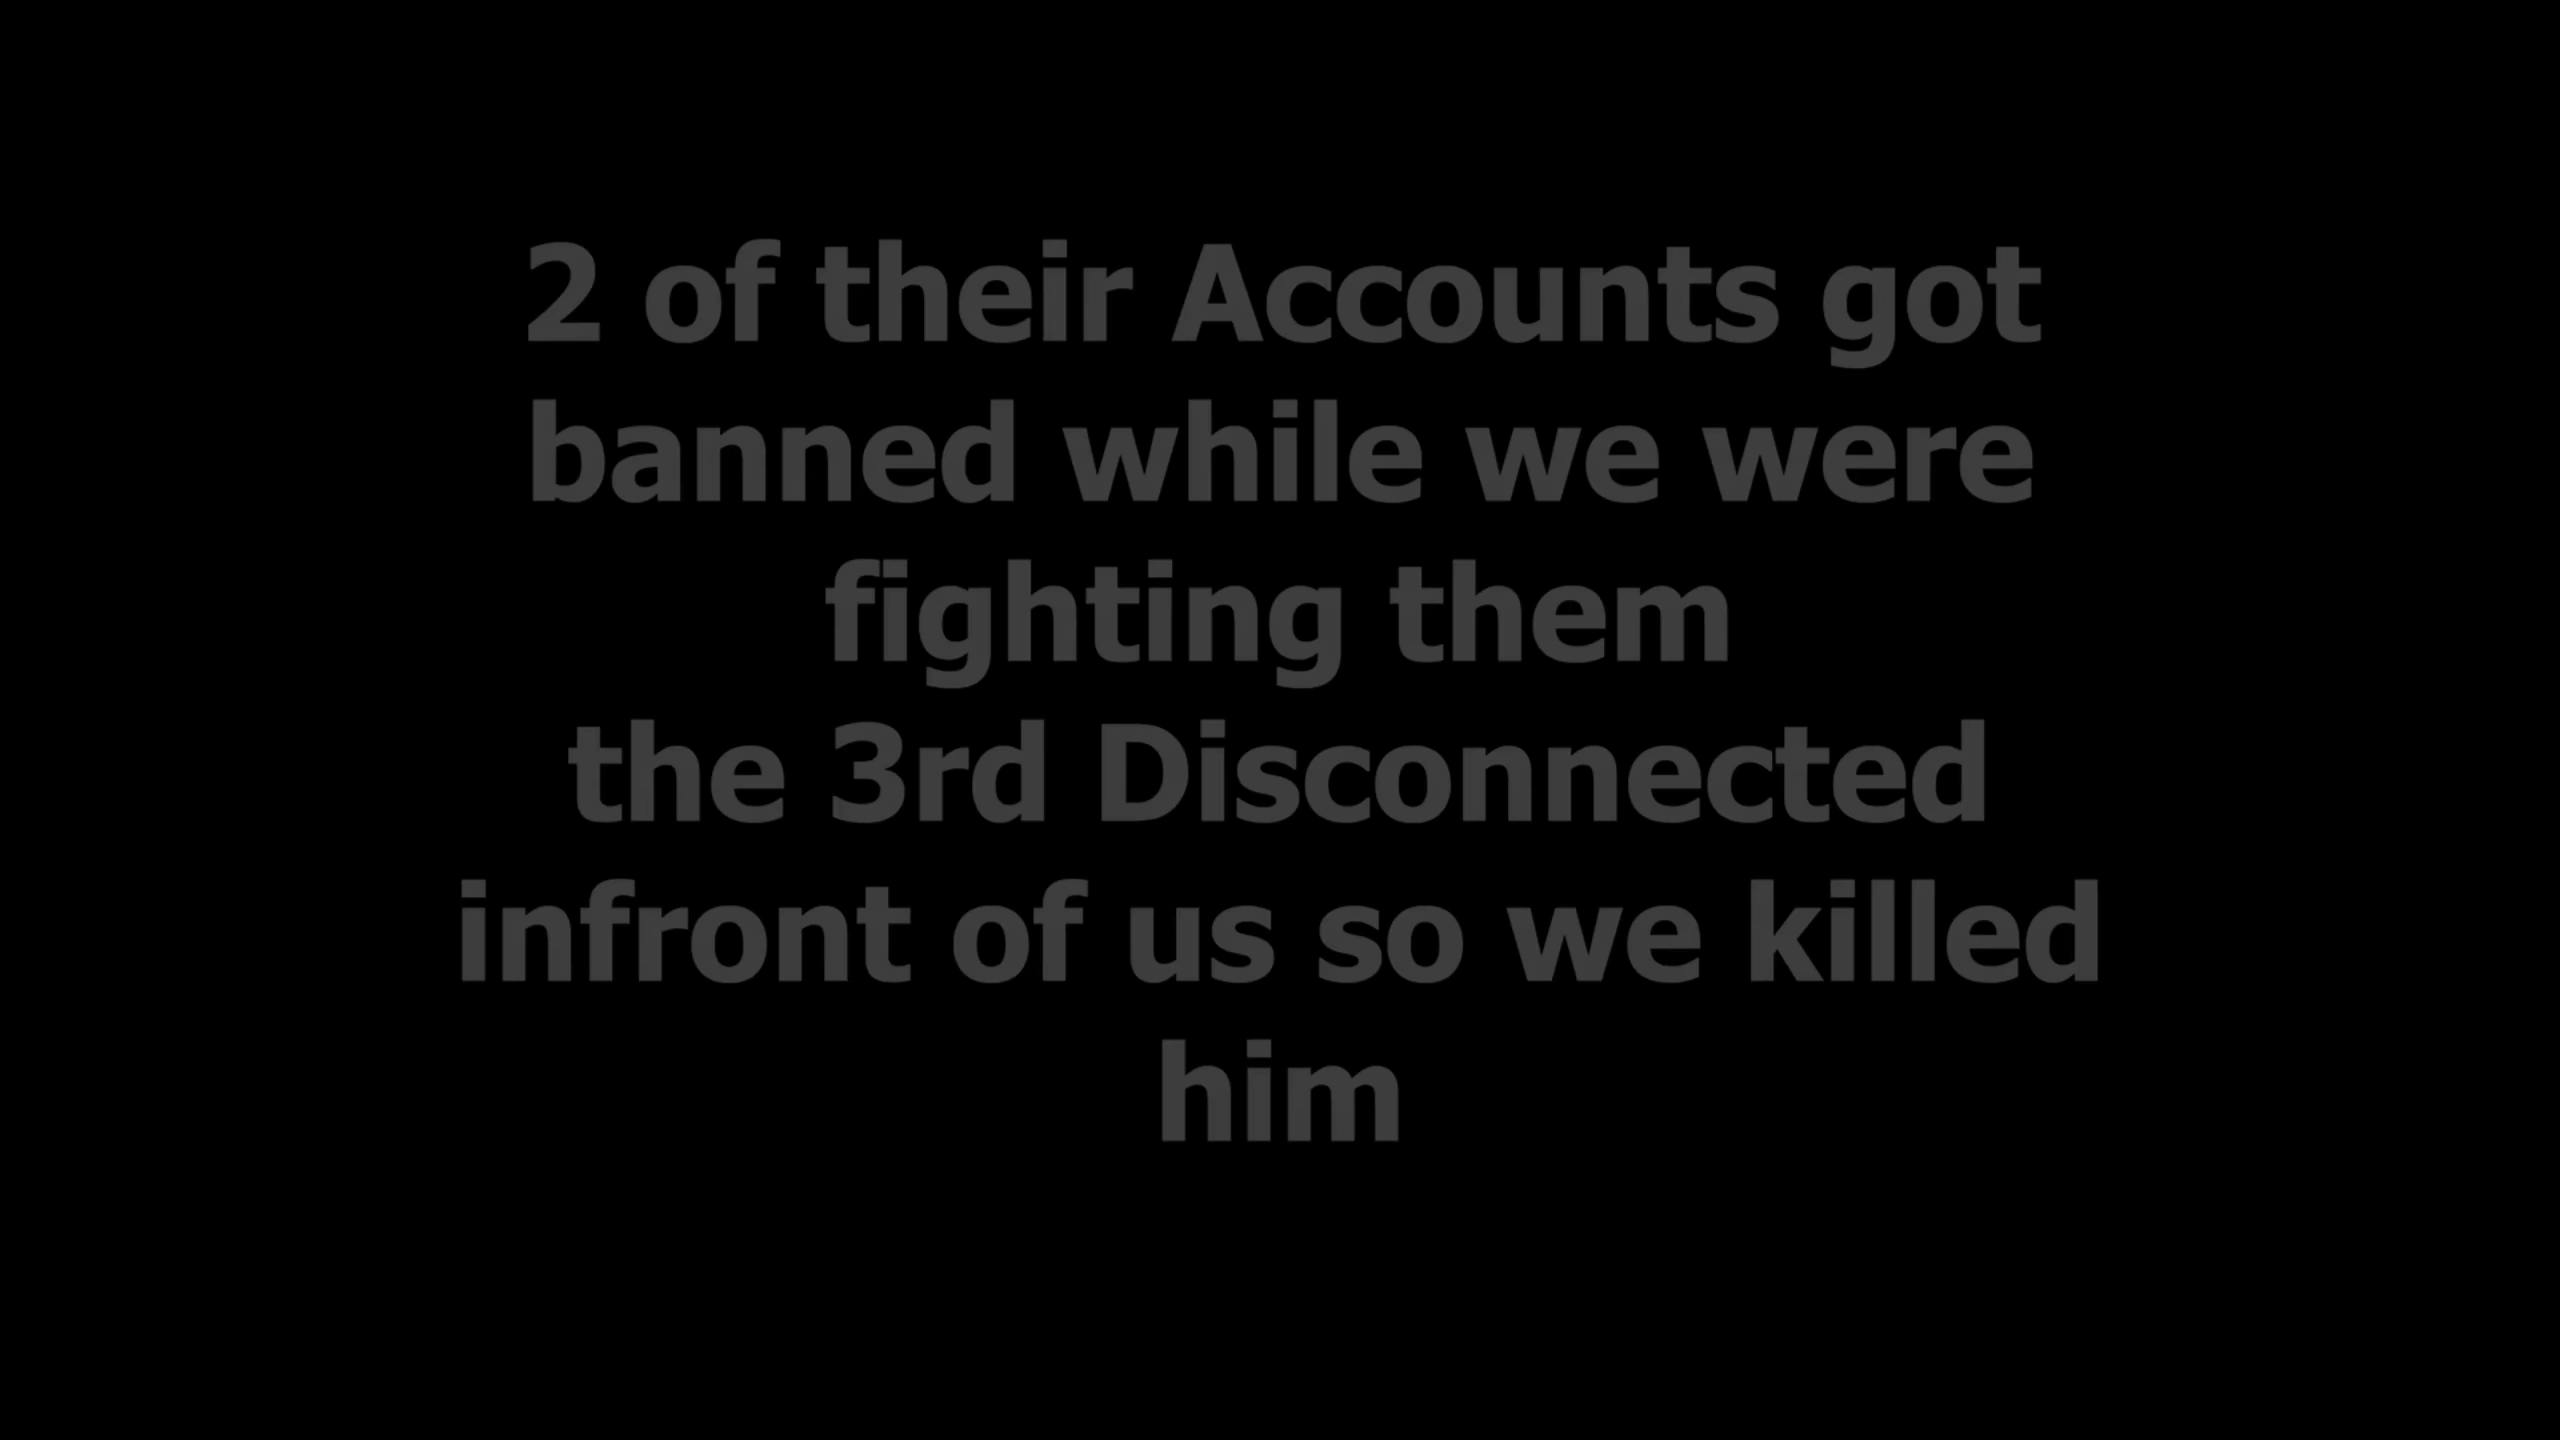 2 of their Accounts got
banned while we were
fighting them
the 3rd Disconnected
infront of us so we killed
him